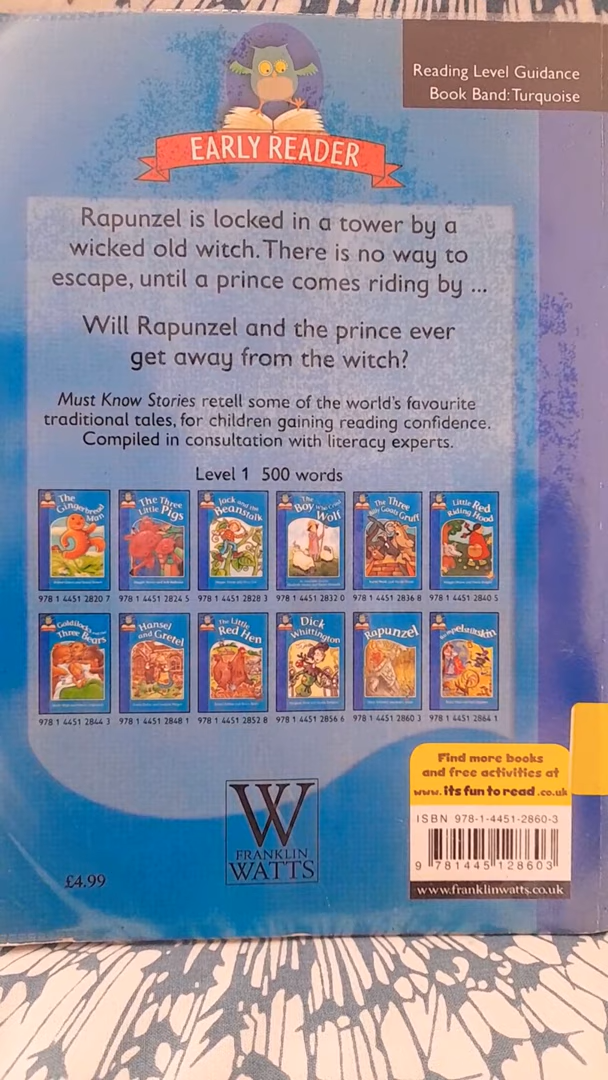 Reading Level Guidance
Book Band: Turquoise
EARLY READER
Rapunzel is locked in a tower by a
wicked old witch. There is no way to
escape, until a prince comes riding by ...
Will Rapunzel and the prince ever
get away from the witch?
Must Know Stories retell some of the world's favourite
traditional tales, for children gaining reading confidence.
Compiled in consultation with literacy experts.
Level 1 500 words
The Gingerbread Man
The Three Little Pigs
Jack and the Beanstalk
The Boy Who Cried Wolf
The Three Billy Goats Gruff
Little Red Riding Hood
978 1 4451 2820 7 978 1 4451 2824 5 978 1 4451 2828 3 978 1 4451 2832 0 978 1 4451 2836 8 978 1 4451 2840 5
Goldilocks and the Three Bears
Hansel and Gretel
The Little Red Hen
Dick Whittington
Rapunzel
Rumpelstiltskin
978 1 4451 2844 3 978 1 4451 2848 1 978 1 4451 2852 8 978 1 4451 2856 6 978 1 4451 2860 3 978 1 4451 2864 1
Find more books
and free activities at
www.itsfuntoread.co.uk
ISBN 978-1-4451-2860-3
9 781445 128603
www.franklinwatts.co.uk
W
FRANKLIN
WATTS
£4.99